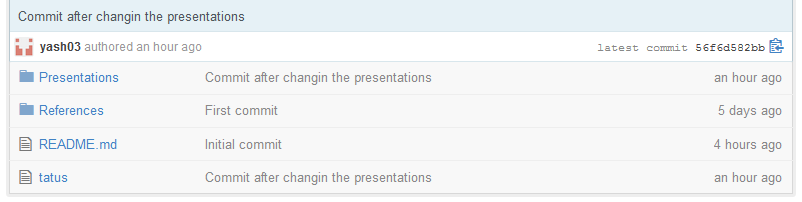 Commit after changin the presentations
yash03 authored an hour ago latest commit 56f6d582bb
Presentations Commit after changin the presentations an hour ago
References First commit 5 days ago
README.md Initial commit 4 hours ago
tatus Commit after changin the presentations an hour ago